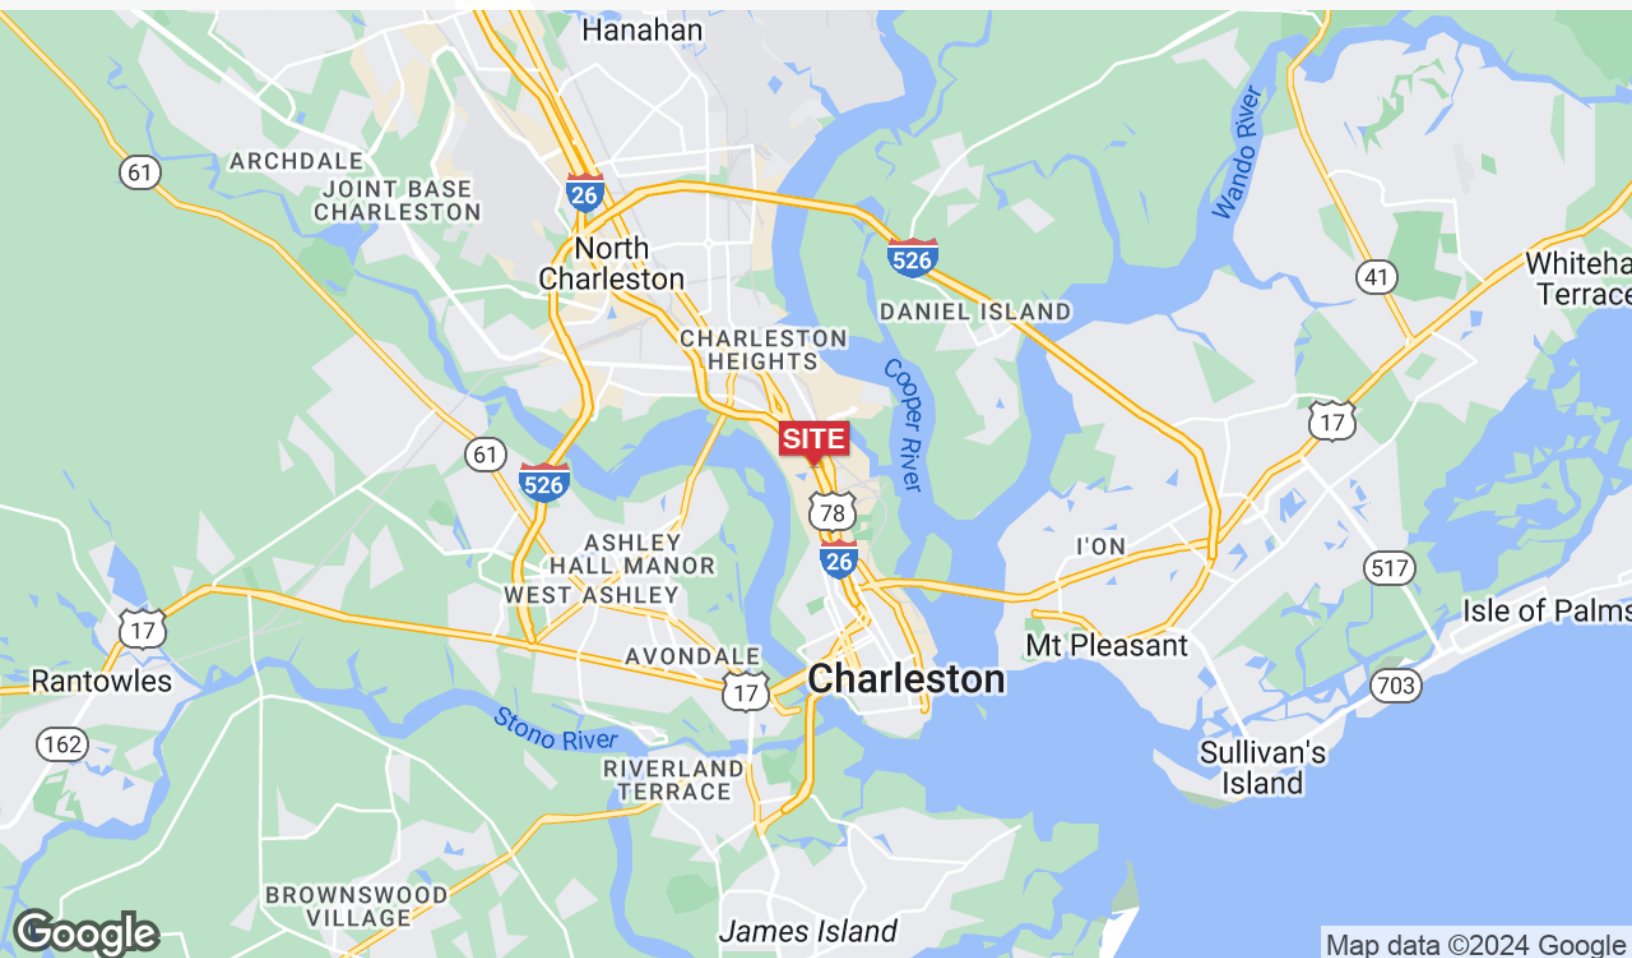 Hanahan
61
ARCHDALE
JOINT BASE
CHARLESTON
26
Wando River
North
Charleston
526
41
Whiteha
Terrace
DANIEL ISLAND
CHARLESTON
HEIGHTS
Cooper River
17
SITE
61
526
78
ASHLEY
HALL MANOR
26
I'ON
517
WEST ASHLEY
17
Isle of Palms
Rantowles
AVONDALE
Mt Pleasant
17
Charleston
703
162
Stono River
Sullivan's
Island
RIVERLAND
TERRACE
BROWNSWOOD
VILLAGE
James Island
Google
Map data ©2024 Google